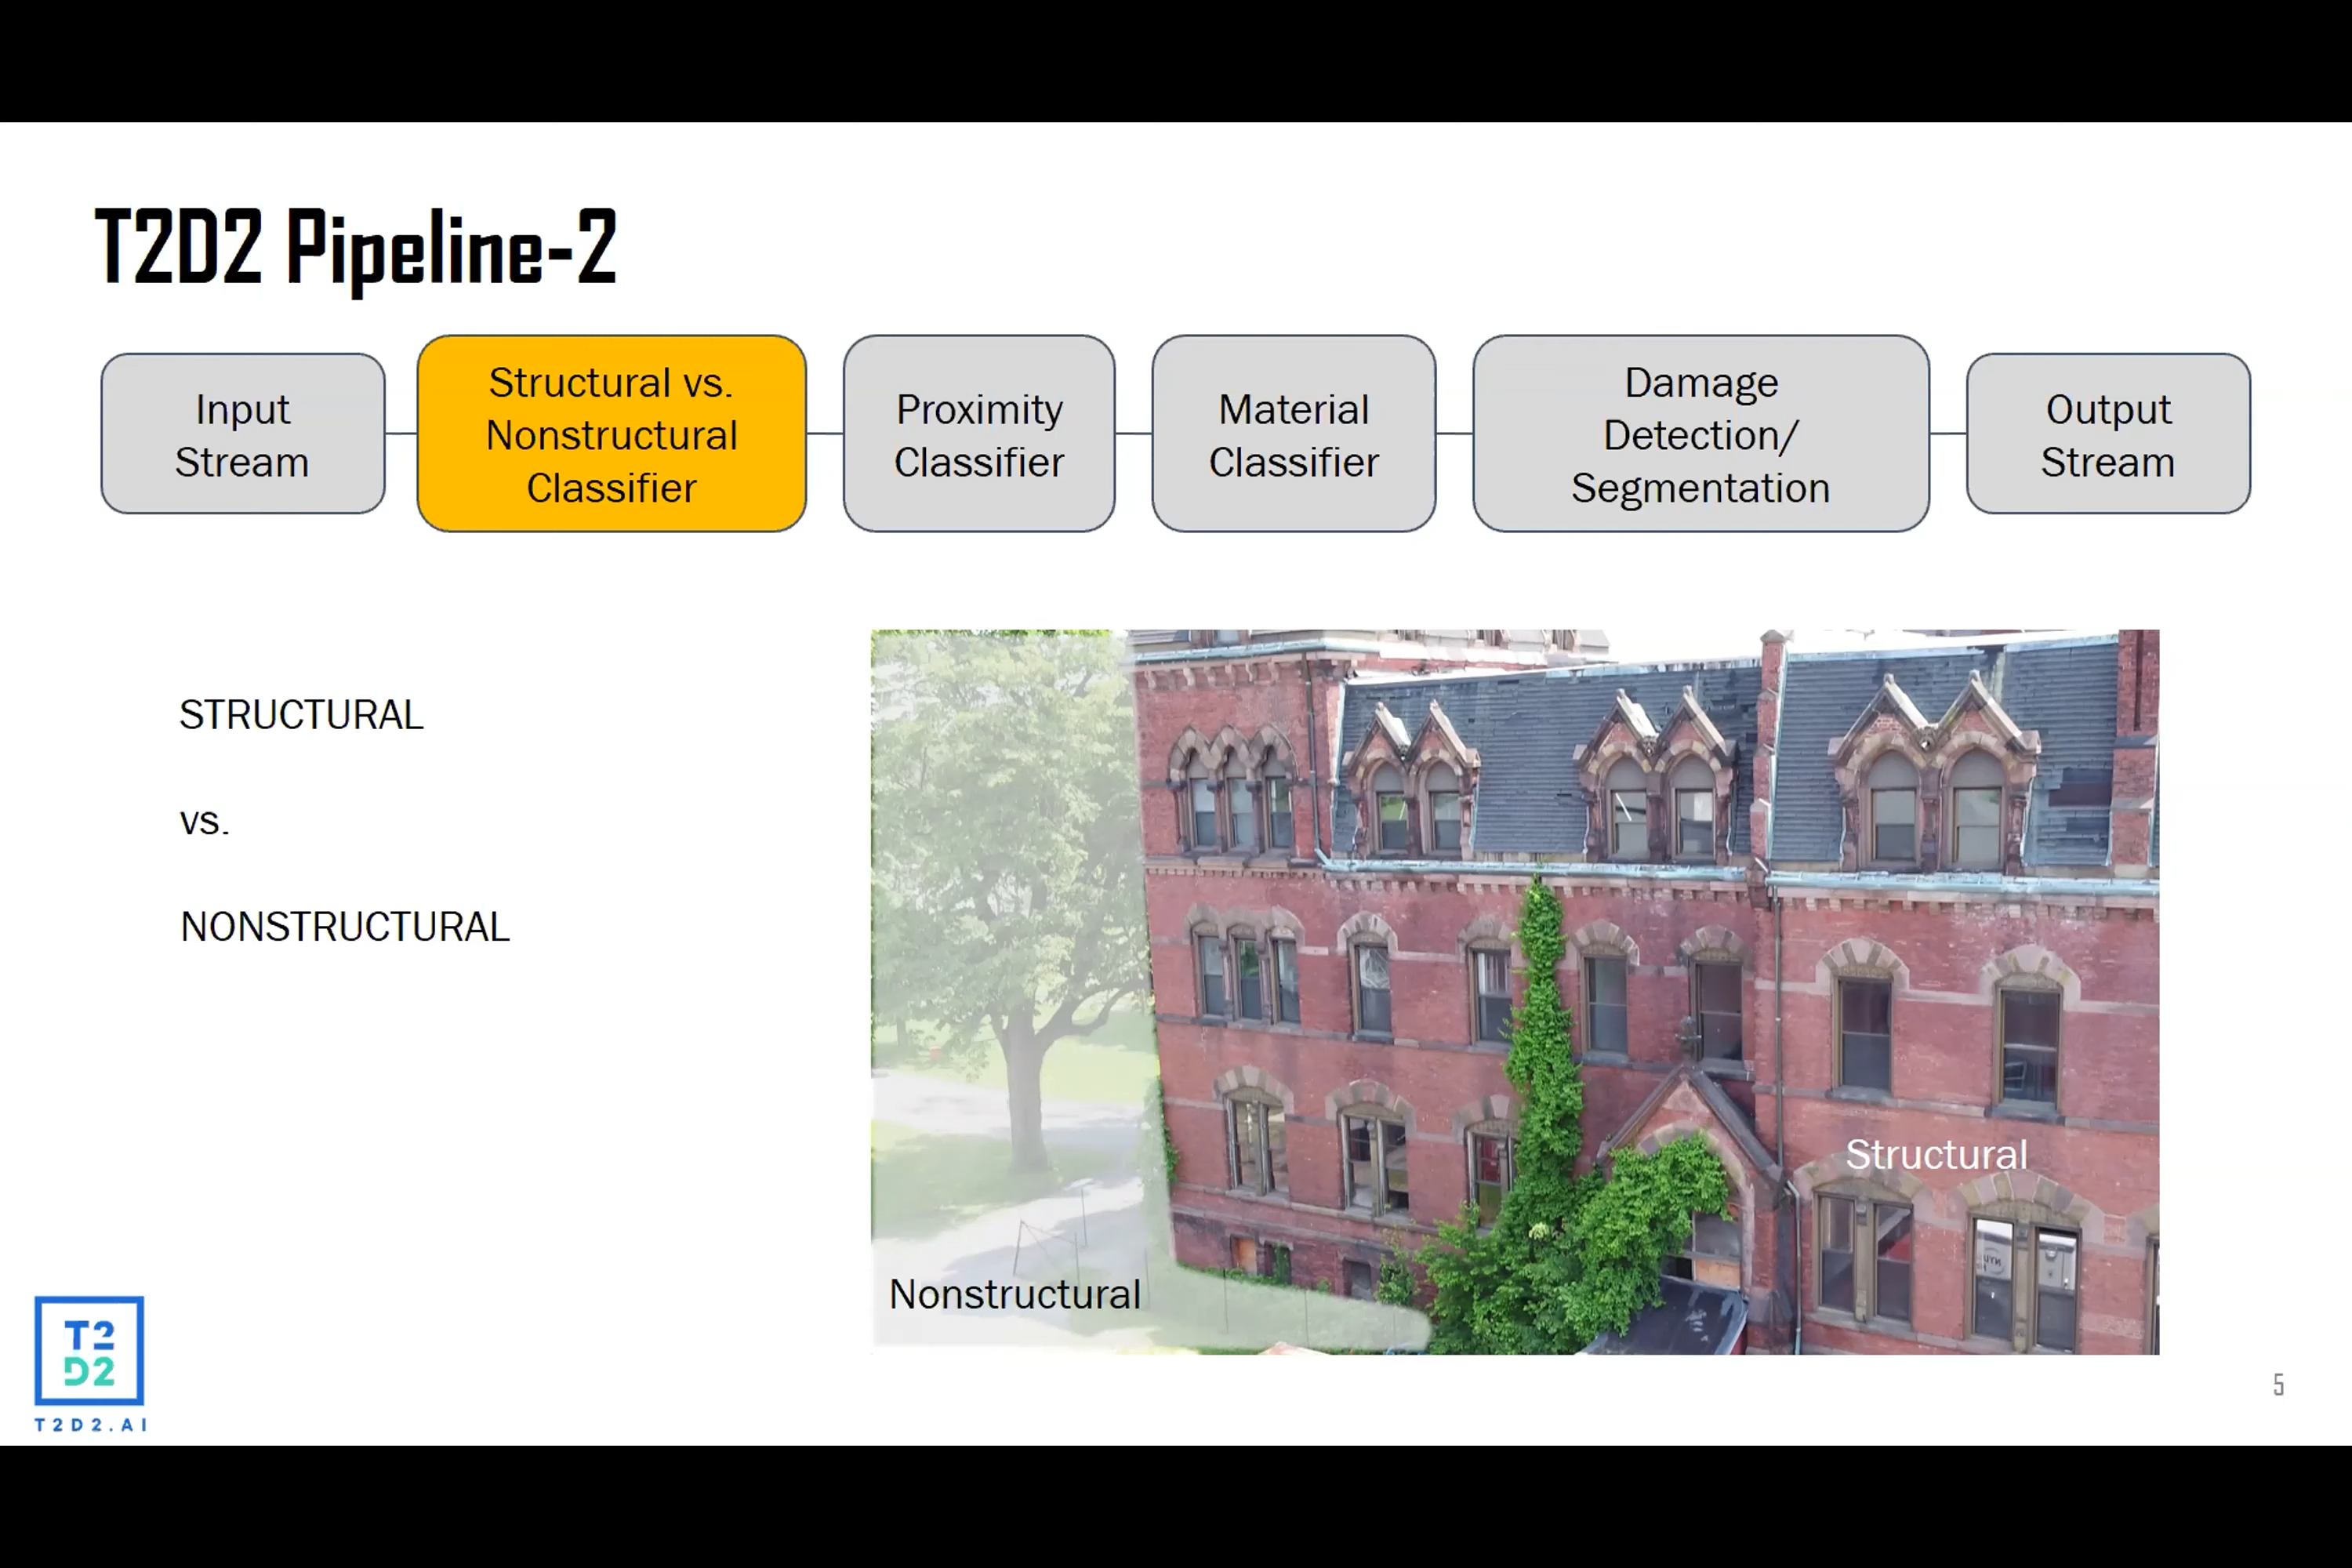 T2D2 Pipeline-2
Input
Stream
Structural vs.
Nonstructural
Classifier
Proximity
Classifier
Material
Classifier
Damage
Detection/
Segmentation
Output
Stream
STRUCTURAL
vs.
NONSTRUCTURAL
Structural
Nonstructural
T2
D2
T2D2.AI
5